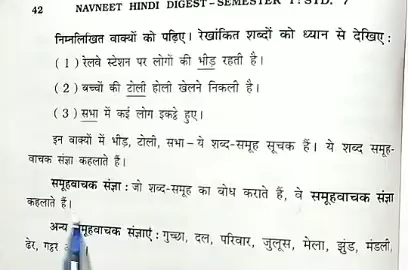 42 NAVNEET HINDI DIGEST – SEMESTER 1 : STD. 7
निम्नलिखित वाक्यों को पढ़िए। रेखांकित शब्दों को ध्यान से देखिए :
( 1 ) रेलवे स्टेशन पर लोगों की भीड़ रहती है।
( 2 ) बच्चों की टोली होली खेलने निकली है।
( 3 ) सभा में कई लोग इकट्ठे हुए।
इन वाक्यों में भीड़, टोली, सभा – ये शब्द-समूह सूचक हैं। ये शब्द समूह-
वाचक संज्ञा कहलाते हैं।
समूहवाचक संज्ञा : जो शब्द-समूह का बोध कराते हैं, वे समूहवाचक संज्ञा
कहलाते हैं।
अन्य समूहवाचक संज्ञाएँ : गुच्छा, दल, परिवार, जुलूस, मेला, झुंड, मंडली,
ढेर, गट्ठर